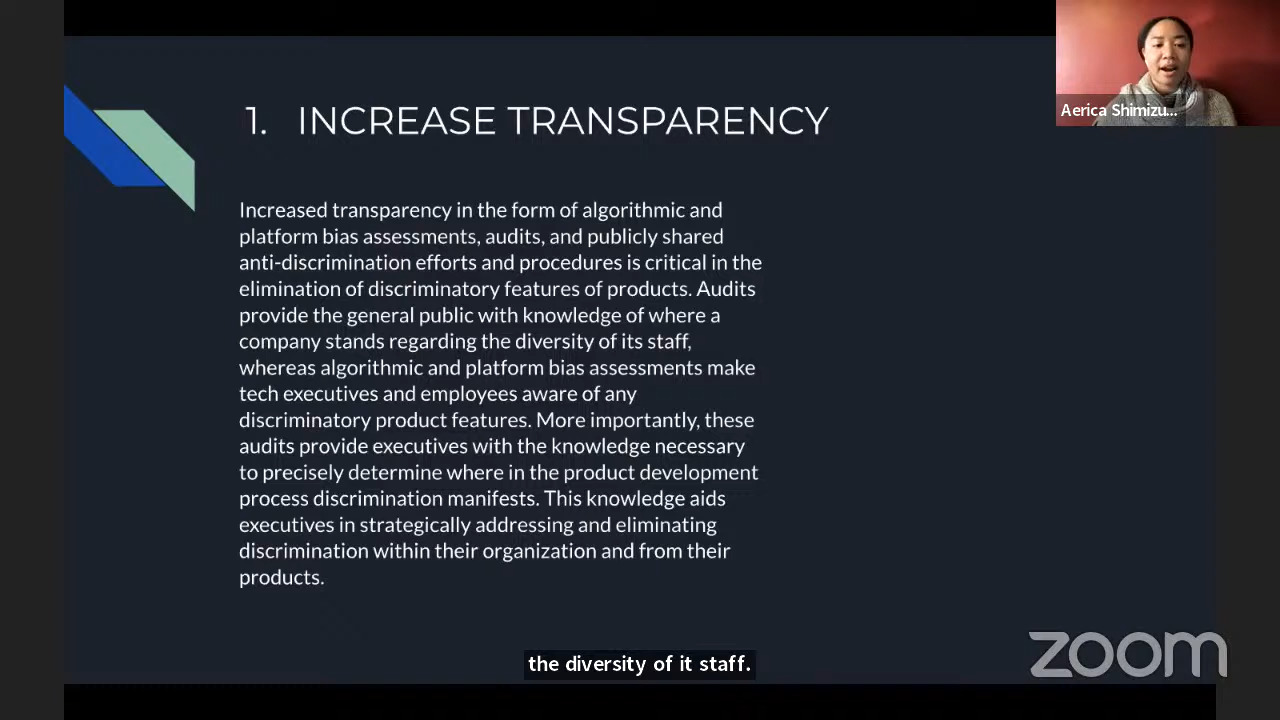 1. INCREASE TRANSPARENCY
Aerica Shimizu...
Increased transparency in the form of algorithmic and
platform bias assessments, audits, and publicly shared
anti-discrimination efforts and procedures is critical in the
elimination of discriminatory features of products. Audits
provide the general public with knowledge of where a
company stands regarding the diversity of its staff,
whereas algorithmic and platform bias assessments make
tech executives and employees aware of any
discriminatory product features. More importantly, these
audits provide executives with the knowledge necessary
to precisely determine where in the product development
process discrimination manifests. This knowledge aids
executives in strategically addressing and eliminating
discrimination within their organization and from their
products.
zoom
the diversity of it staff.